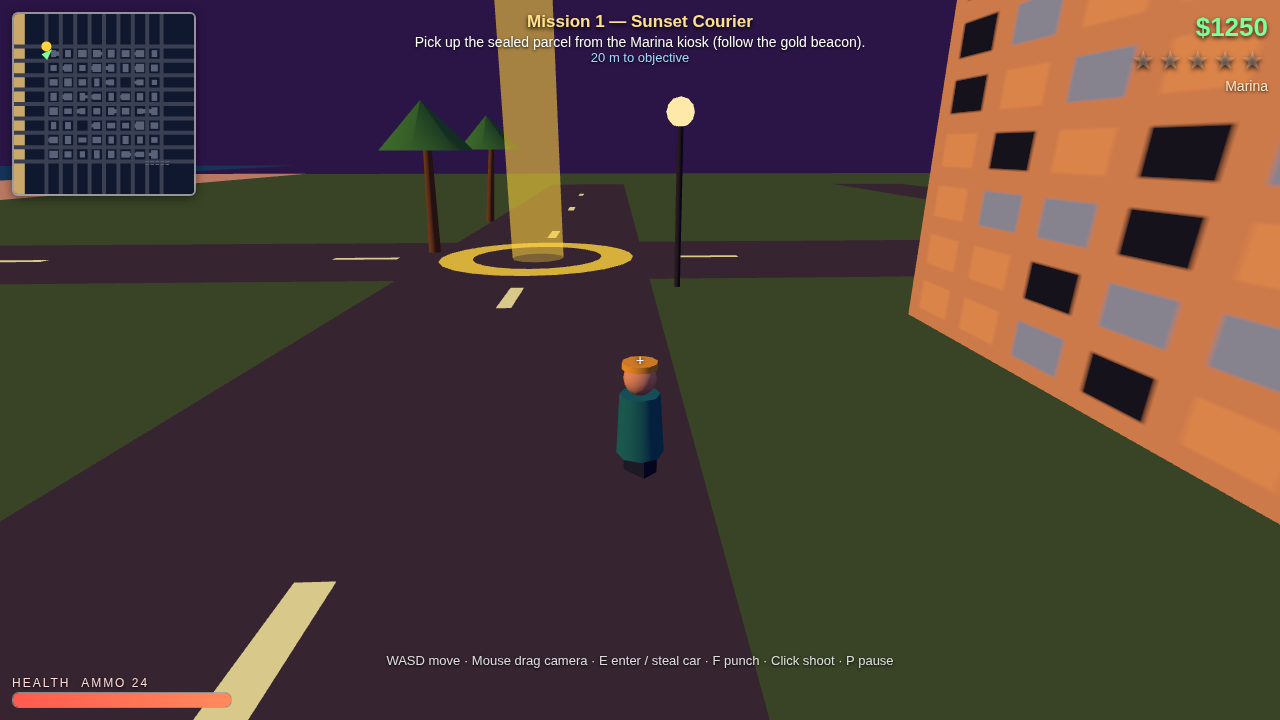 Mission 1 — Sunset Courier
Pick up the sealed parcel from the Marina kiosk (follow the gold beacon).
20 m to objective
$1250
★ ★ ★ ★ ★
Marina
WASD move · Mouse drag camera · E enter / steal car · F punch · Click shoot · P pause
HEALTH AMMO 24